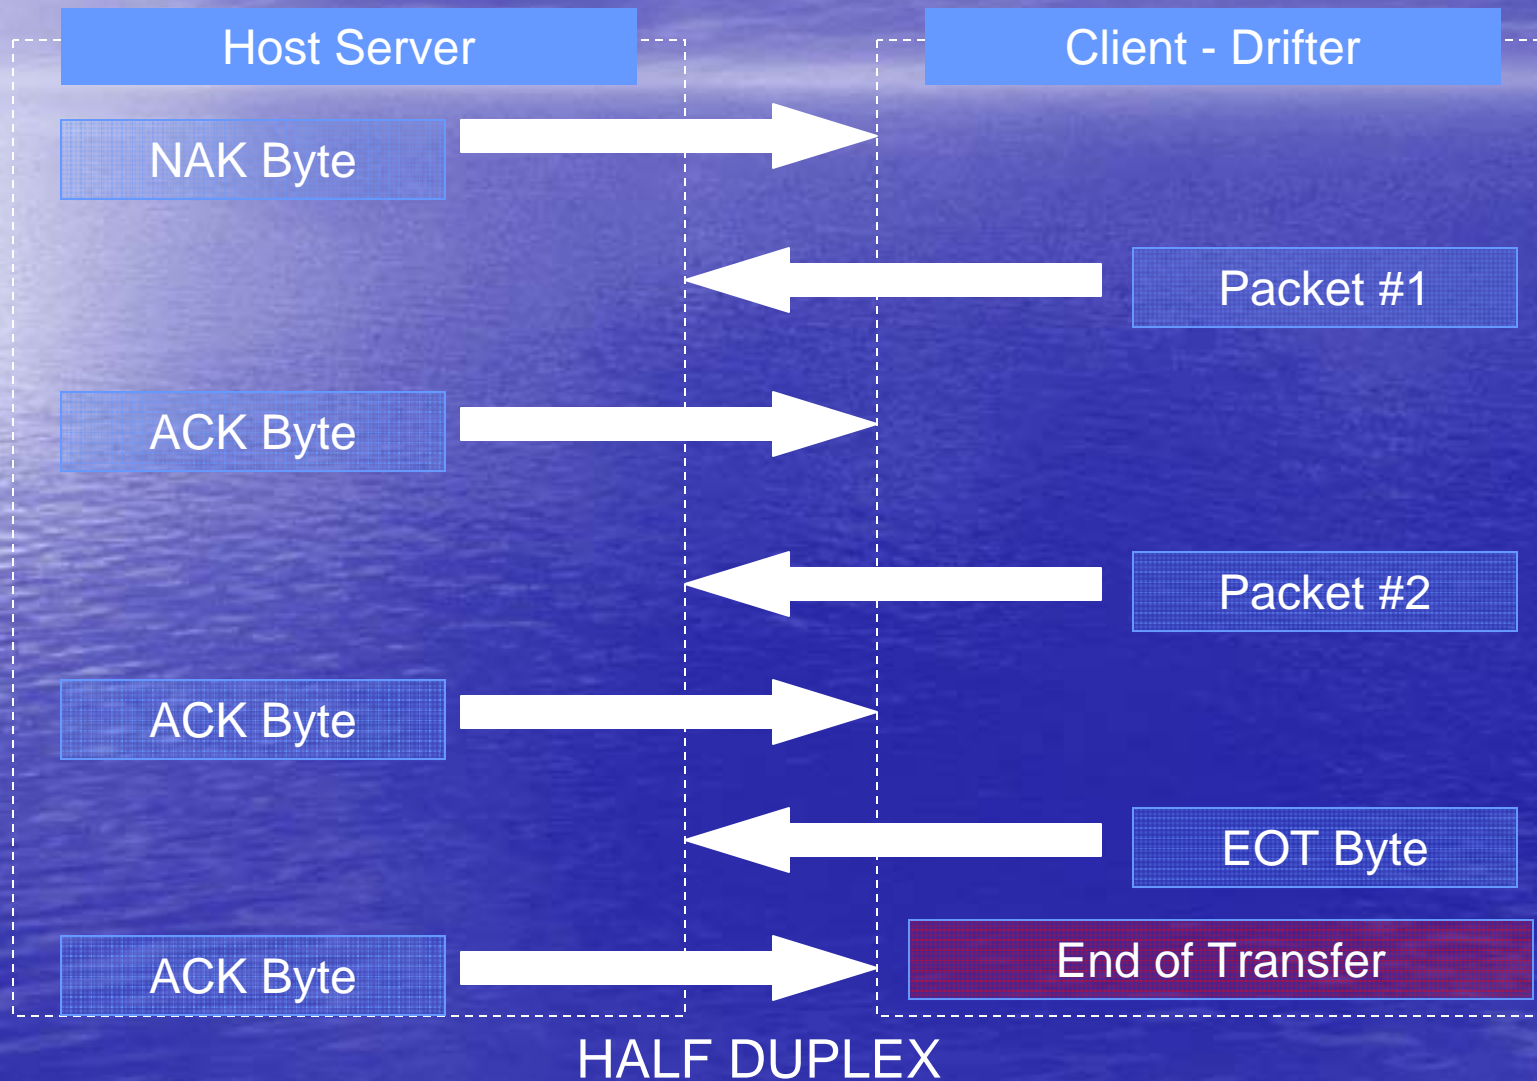 Host Server
Client - Drifter
NAK Byte
Packet #1
ACK Byte
Packet #2
ACK Byte
EOT Byte
ACK Byte
End of Transfer
HALF DUPLEX